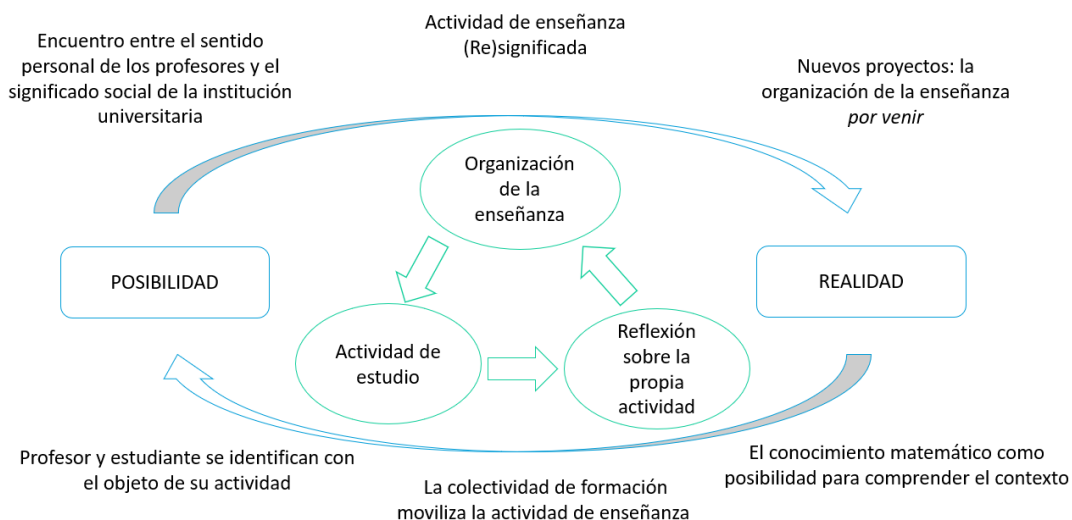 Actividad de enseñanza
(Re)significada
Encuentro entre el sentido
personal de los profesores y el
significado social de la institución
universitaria
Nuevos proyectos: la
organización de la enseñanza
por venir
Organización
de la
enseñanza
POSIBILIDAD
REALIDAD
Actividad de
estudio
Reflexión
sobre la
propia
actividad
Profesor y estudiante se identifican con
el objeto de su actividad
La colectividad de formación
moviliza la actividad de enseñanza
El conocimiento matemático como
posibilidad para comprender el contexto